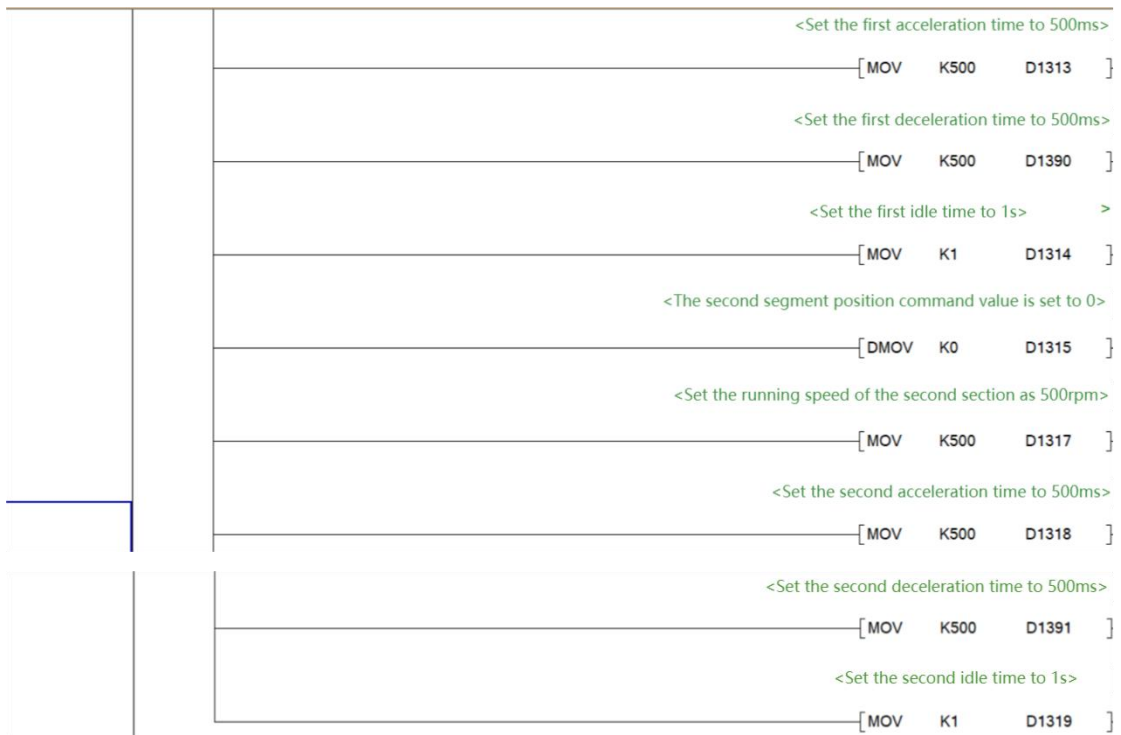 <Set the first acceleration time to 500ms>
[MOV K500 D1313 ]
<Set the first deceleration time to 500ms>
[MOV K500 D1390 ]
<Set the first idle time to 1s> >
[MOV K1 D1314 ]
<The second segment position command value is set to 0>
[DMOV K0 D1315 ]
<Set the running speed of the second section as 500rpm>
[MOV K500 D1317 ]
<Set the second acceleration time to 500ms>
[MOV K500 D1318 ]
<Set the second deceleration time to 500ms>
[MOV K500 D1391 ]
<Set the second idle time to 1s>
[MOV K1 D1319 ]